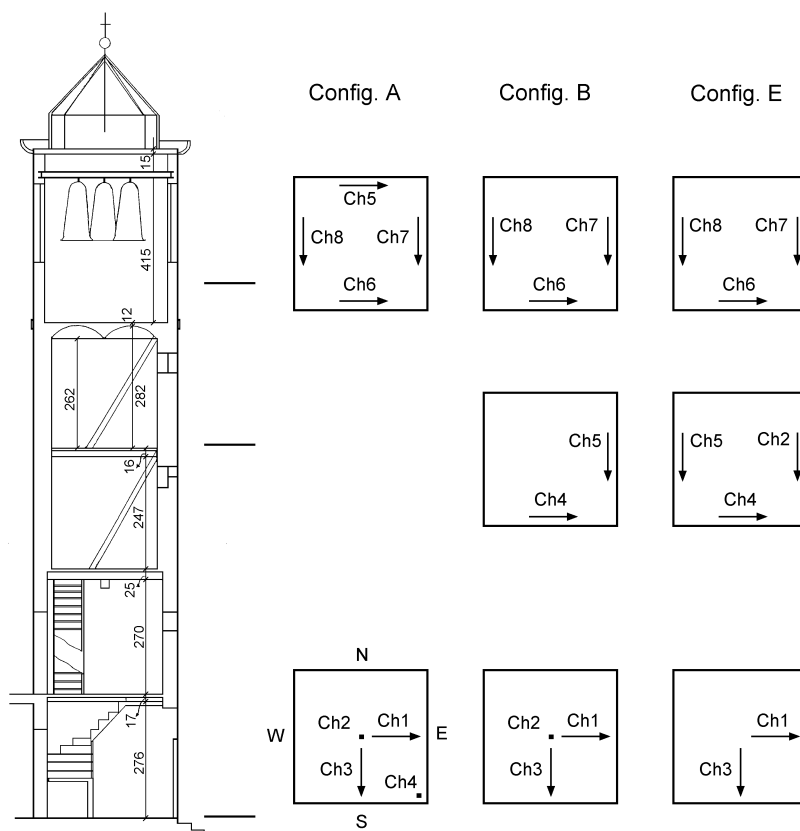 Config. A Config. B Config. E
15
Ch5
Ch8 Ch7 Ch8 Ch7 Ch8 Ch7
415
Ch6 Ch6 Ch6
12
262 282
Ch5 Ch5 Ch2
16
Ch4 Ch4
247
25
270
N
Ch2 Ch1 Ch2 Ch1 Ch1
W E
17
Ch3 Ch3 Ch3
276
Ch4
S